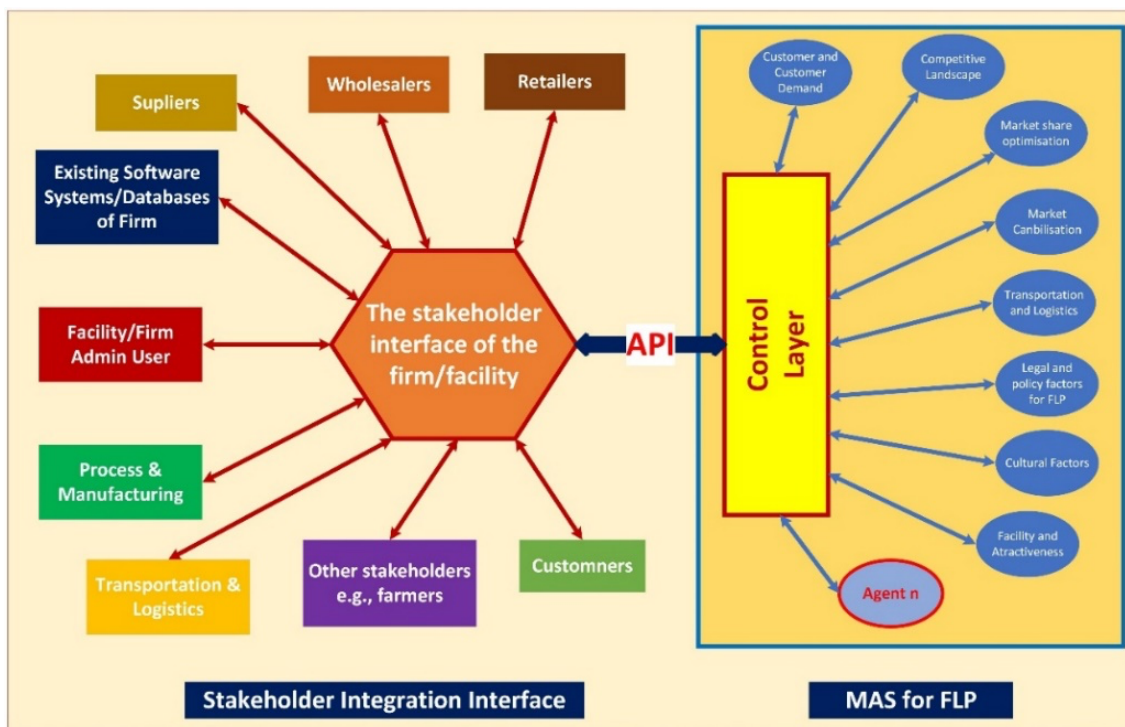 Supliers
Wholesalers
Retailers
Existing Software
Systems/Databases
of Firm
Facility/Firm
Admin User
The stakeholder
interface of the
firm/facility
Process &
Manufacturing
Transportation &
Logistics
Other stakeholders
e.g., farmers
Customners
API
Control
Layer
Customer and
Customer
Demand
Competitive
Landscape
Market share
optimisation
Market
Canbilisation
Transportation
and Logistics
Legal and
policy factors
for FLP
Cultural Factors
Facility and
Atractiveness
Agent n
Stakeholder Integration Interface
MAS for FLP